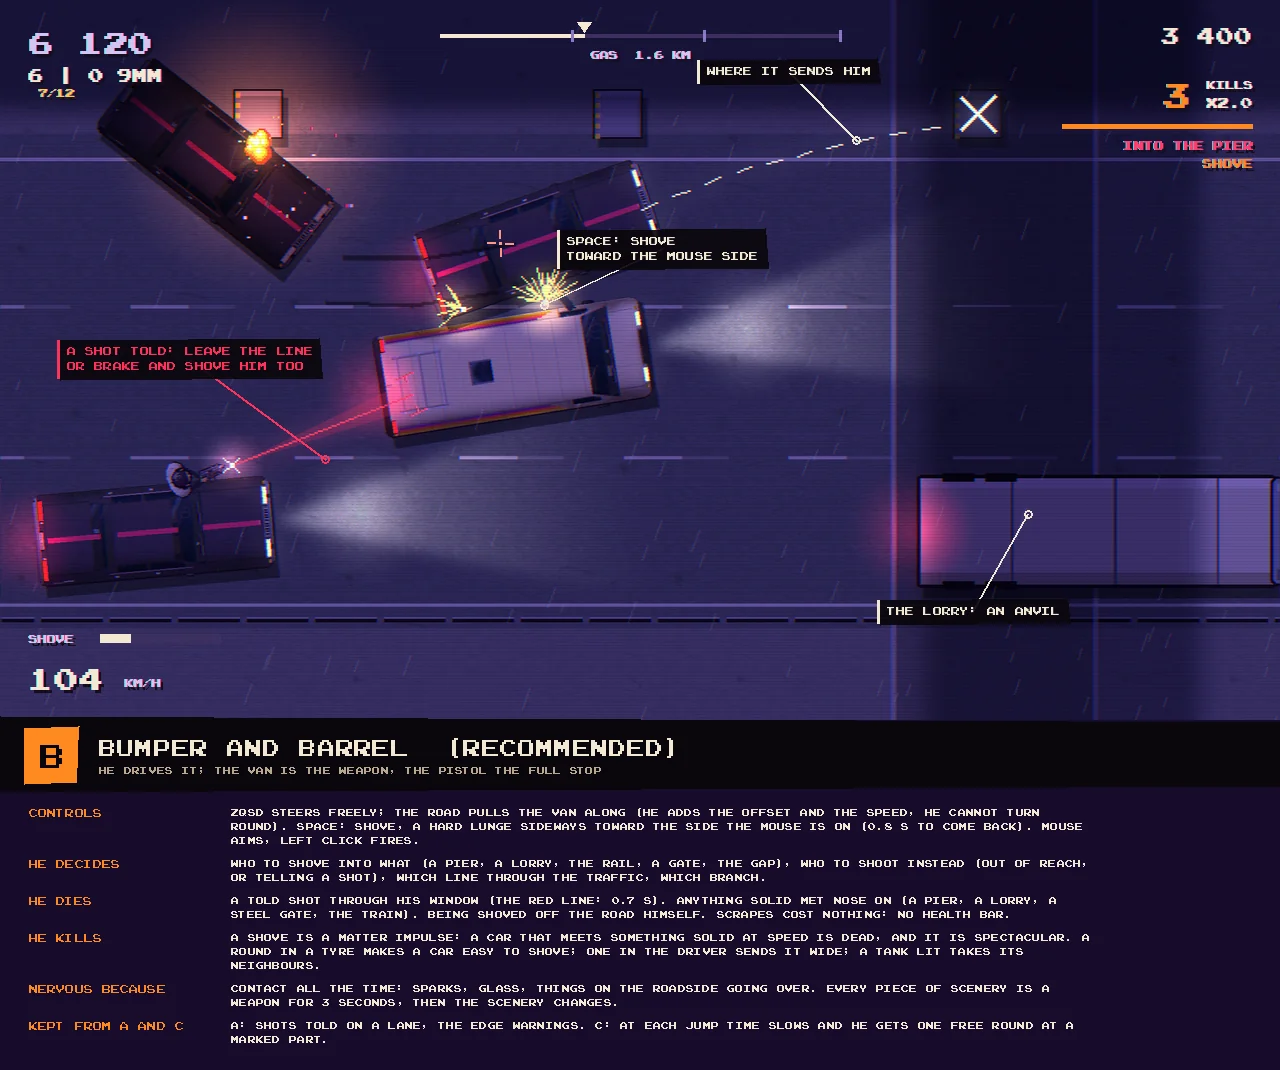 6 120
6 | 0 9MM
7/12
GAS 1.6 KM
WHERE IT SENDS HIM
3 400
3 KILLS
X2.0
INTO THE PIER
SHOVE
SPACE: SHOVE
TOWARD THE MOUSE SIDE
A SHOT TOLD: LEAVE THE LINE
OR BRAKE AND SHOVE HIM TOO
THE LORRY: AN ANVIL
SHOVE
104 KM/H
B
BUMPER AND BARREL (RECOMMENDED)
HE DRIVES IT; THE VAN IS THE WEAPON, THE PISTOL THE FULL STOP
CONTROLS
ZQSD STEERS FREELY; THE ROAD PULLS THE VAN ALONG (HE ADDS THE OFFSET AND THE SPEED, HE CANNOT TURN
ROUND). SPACE: SHOVE, A HARD LUNGE SIDEWAYS TOWARD THE SIDE THE MOUSE IS ON (0.8 S TO COME BACK). MOUSE
AIMS, LEFT CLICK FIRES.
HE DECIDES
WHO TO SHOVE INTO WHAT (A PIER, A LORRY, THE RAIL, A GATE, THE GAP), WHO TO SHOOT INSTEAD (OUT OF REACH,
OR TELLING A SHOT), WHICH LINE THROUGH THE TRAFFIC, WHICH BRANCH.
HE DIES
A TOLD SHOT THROUGH HIS WINDOW (THE RED LINE: 0.7 S). ANYTHING SOLID MET NOSE ON (A PIER, A LORRY, A
STEEL GATE, THE TRAIN). BEING SHOVED OFF THE ROAD HIMSELF. SCRAPES COST NOTHING: NO HEALTH BAR.
HE KILLS
A SHOVE IS A MATTER IMPULSE: A CAR THAT MEETS SOMETHING SOLID AT SPEED IS DEAD, AND IT IS SPECTACULAR. A
ROUND IN A TYRE MAKES A CAR EASY TO SHOVE; ONE IN THE DRIVER SENDS IT WIDE; A TANK LIT TAKES ITS
NEIGHBOURS.
NERVOUS BECAUSE
CONTACT ALL THE TIME: SPARKS, GLASS, THINGS ON THE ROADSIDE GOING OVER. EVERY PIECE OF SCENERY IS A
WEAPON FOR 3 SECONDS, THEN THE SCENERY CHANGES.
KEPT FROM A AND C
A: SHOTS TOLD ON A LANE, THE EDGE WARNINGS. C: AT EACH JUMP TIME SLOWS AND HE GETS ONE FREE ROUND AT A
MARKED PART.